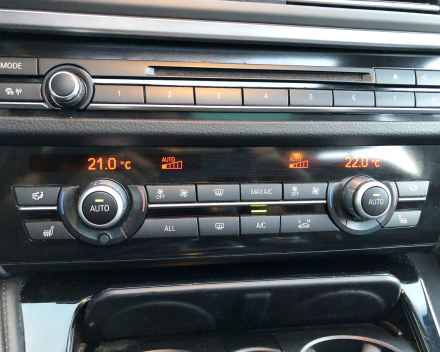 MODE
1 2 3 4 5 6 7
21.0 °C AUTO AUTO 22.0 °C
AUTO OFF MAX A/C OFF AUTO
ALL A/C A M